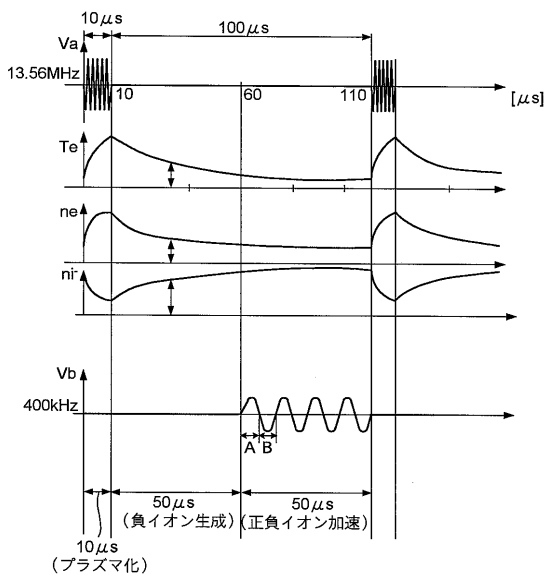 10μs
100μs
Va
13.56MHz
10
60
110
[μs]
Te
ne
ni⁻
Vb
400kHz
A
B
50μs
50μs
(負イオン生成)
(正負イオン加速)
10μs
(プラズマ化)